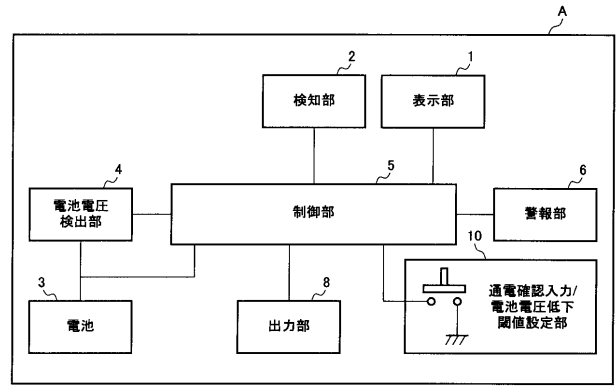 A
2
検知部
1
表示部
4
電池電圧
検出部
5
制御部
6
警報部
3
電池
8
出力部
10
通電確認入力/
電池電圧低下
閾値設定部